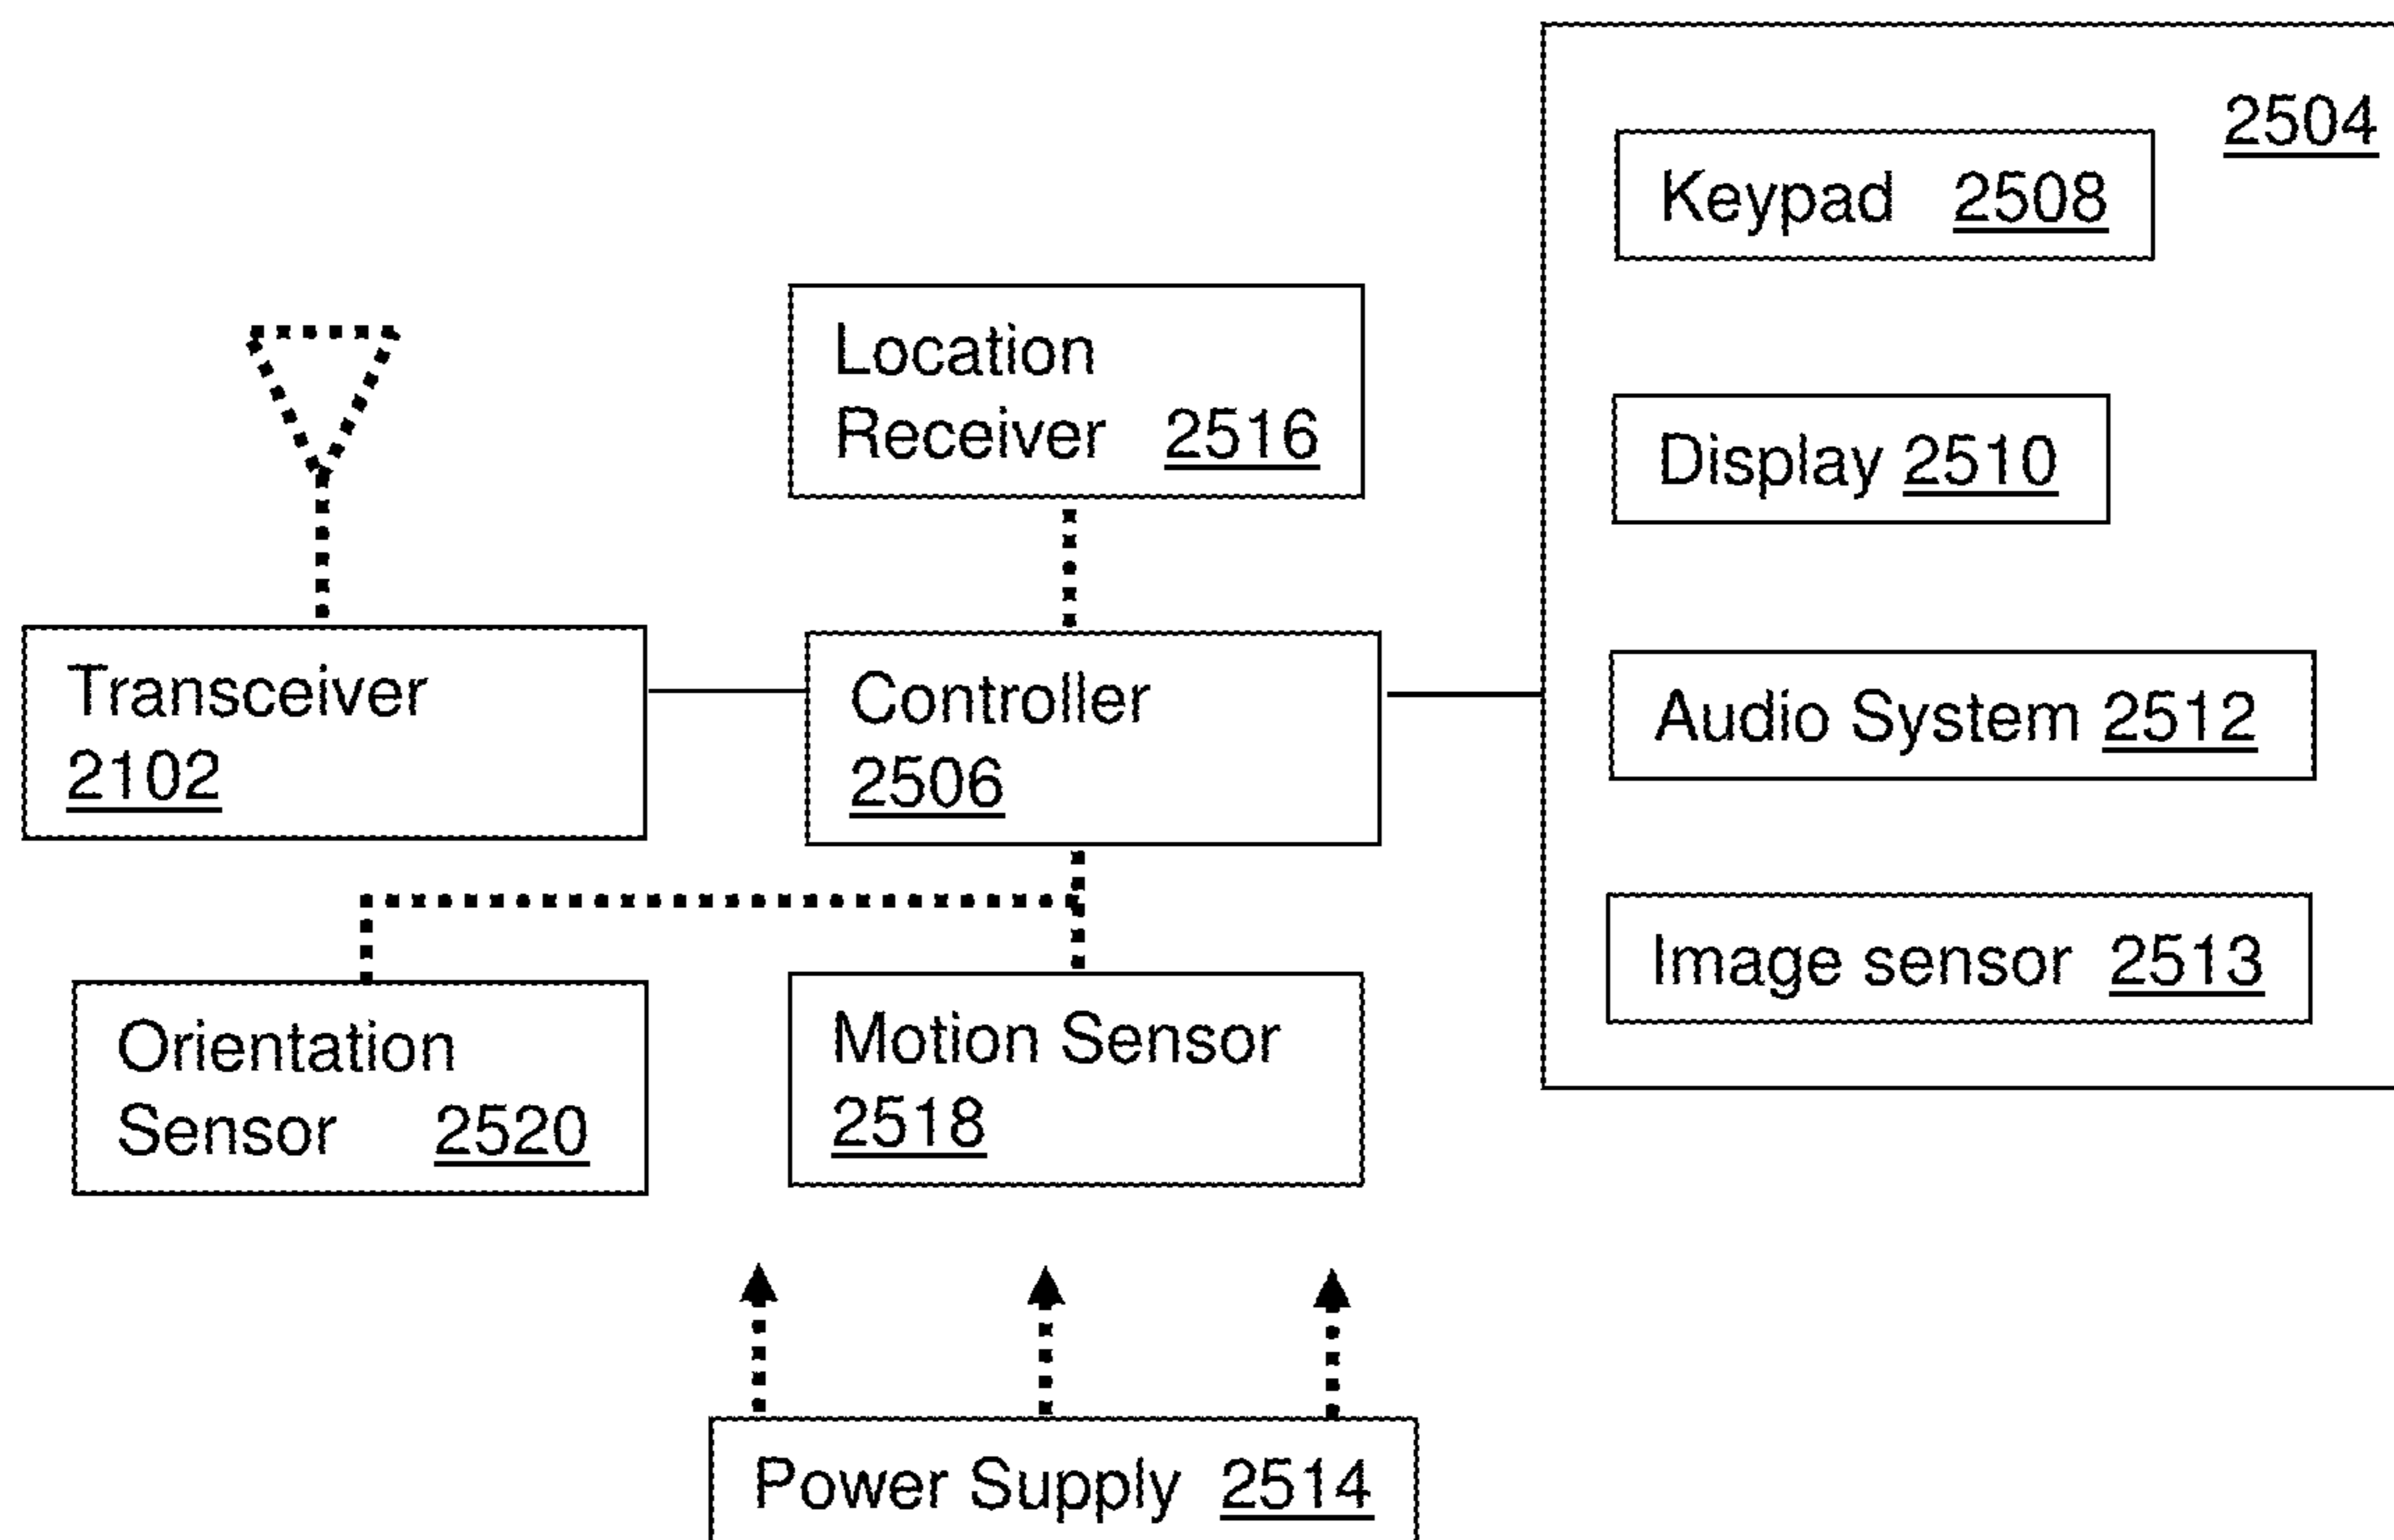 2504
Keypad 2508
Location
Receiver 2516
Display 2510
Transceiver
2102
Controller
2506
Audio System 2512
Image sensor 2513
Orientation
Sensor 2520
Motion Sensor
2518
Power Supply 2514